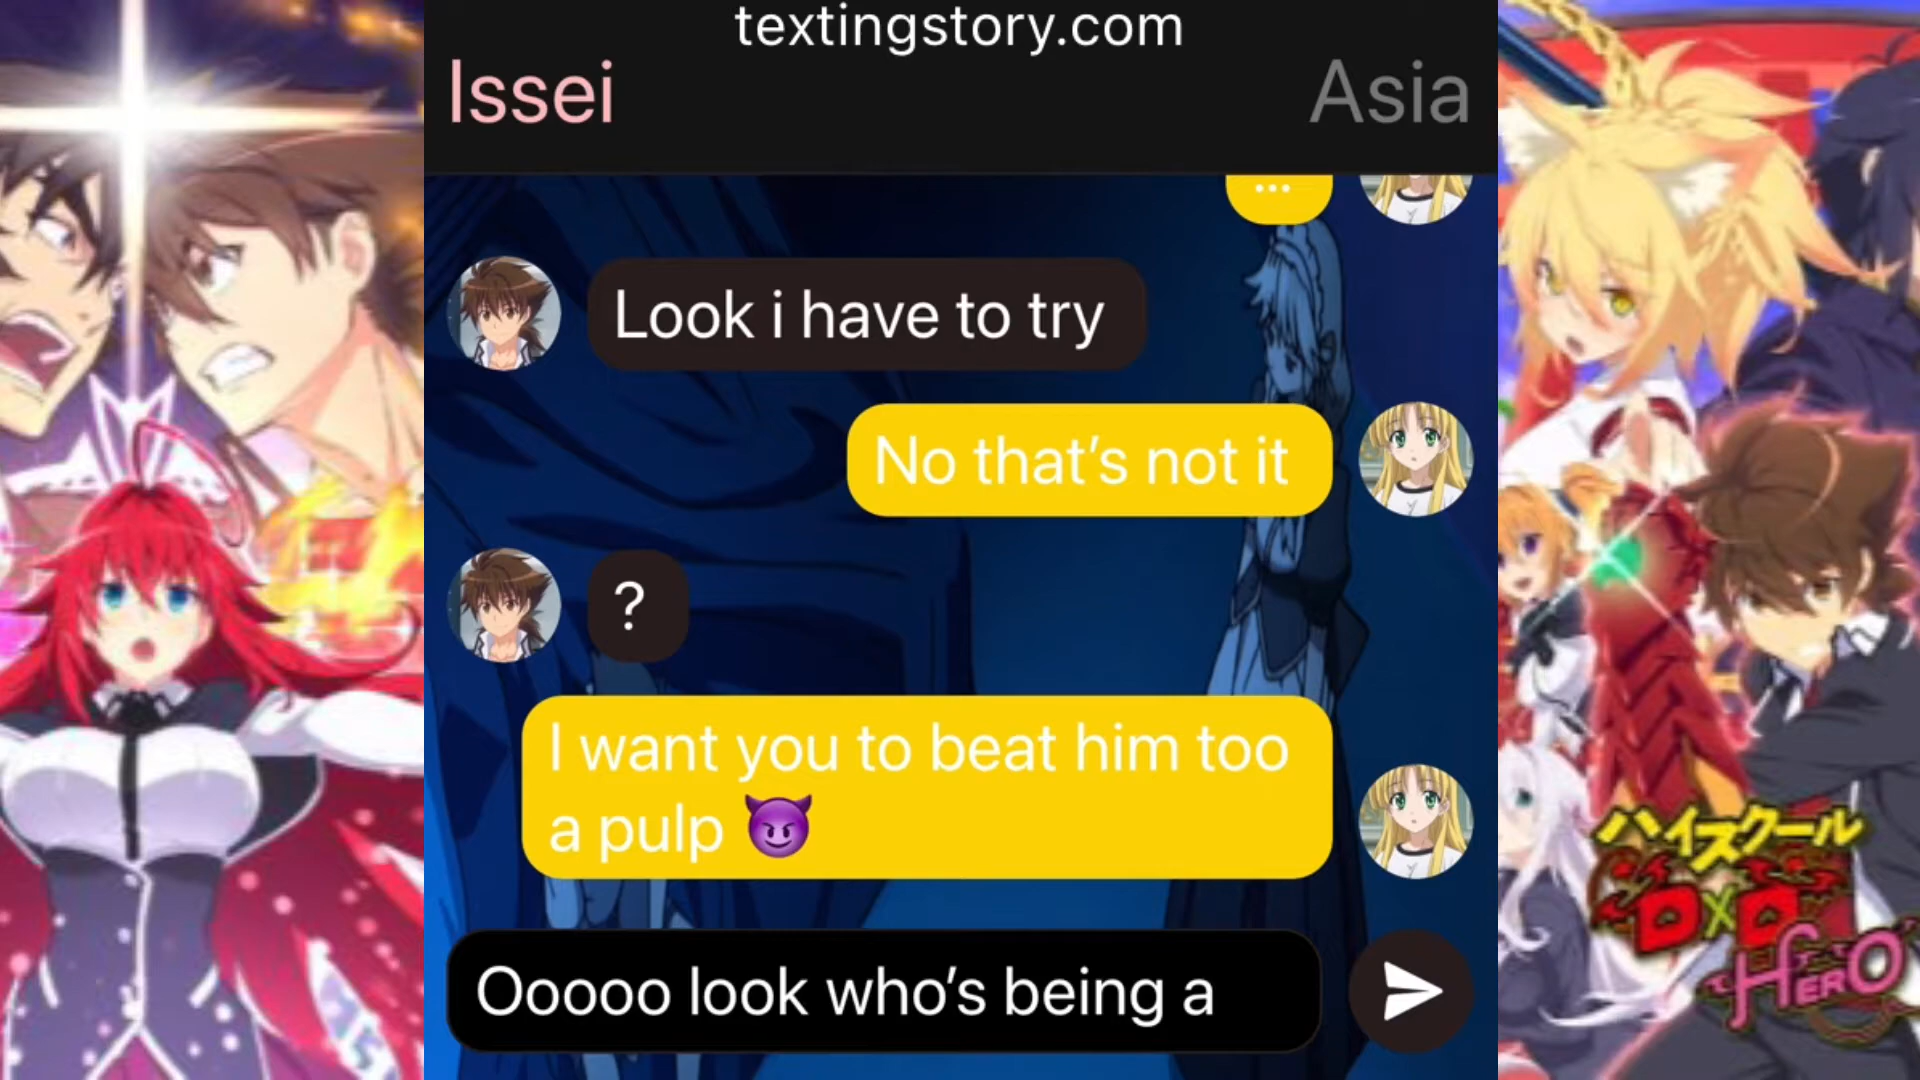 textingstory.com
Issei
Asia
...
Look i have to try
No that's not it
?
I want you to beat him too
a pulp 😈
Ooooo look who's being a
ハイスクール
D×D
HERO